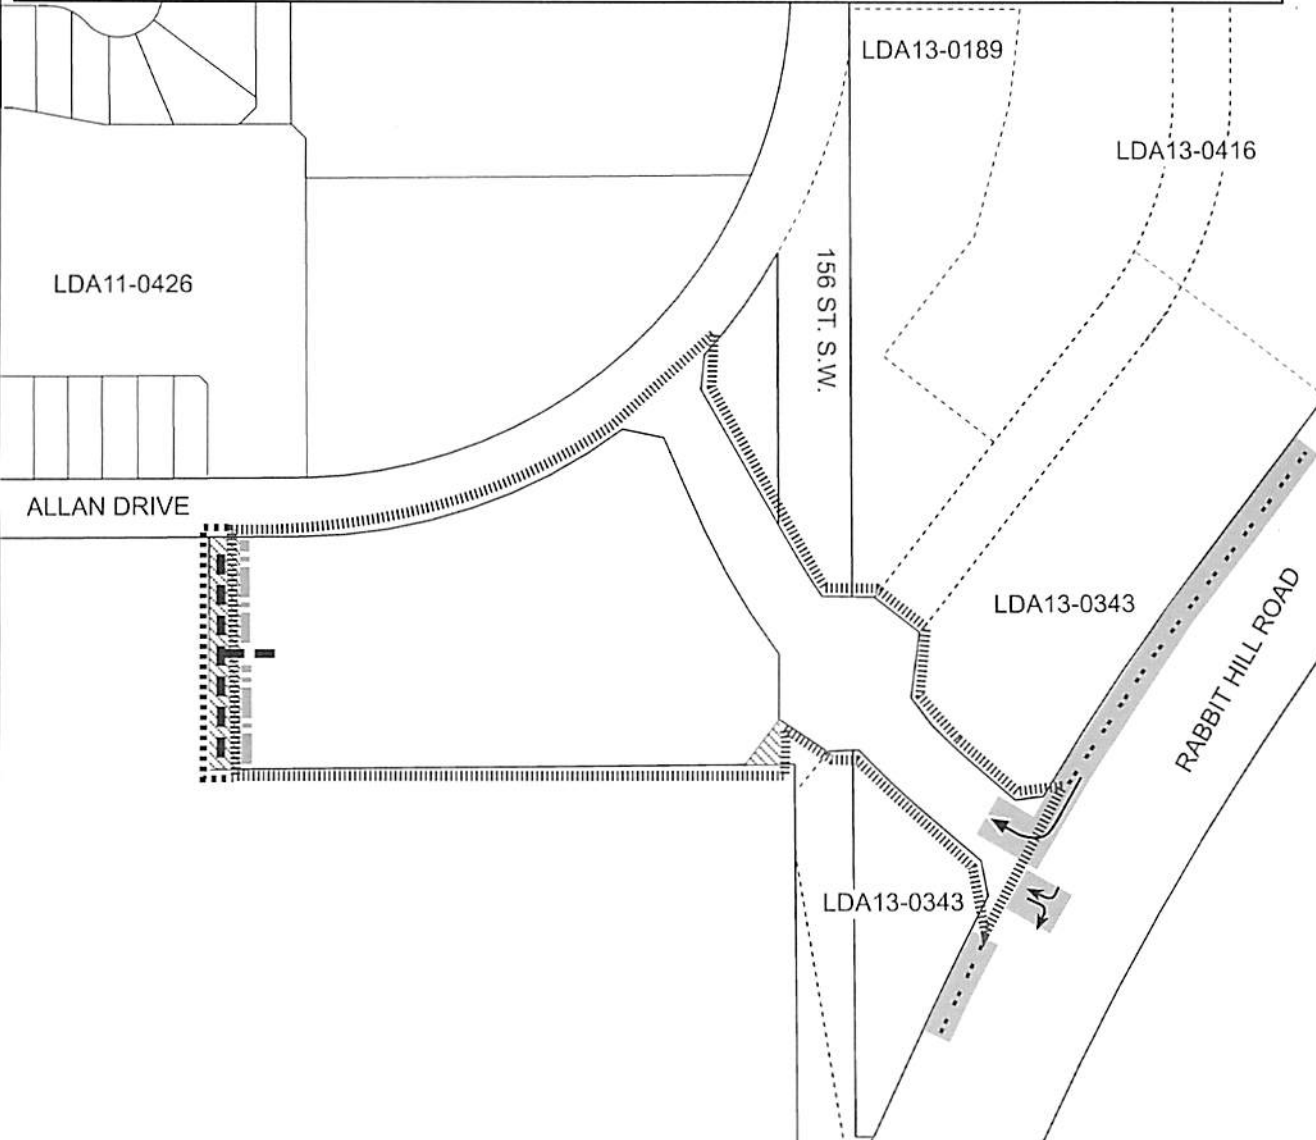 LDA13-0189
LDA13-0416
LDA11-0426
156 ST. S.W.
ALLAN DRIVE
LDA13-0343
RABBIT HILL ROAD
LDA13-0343